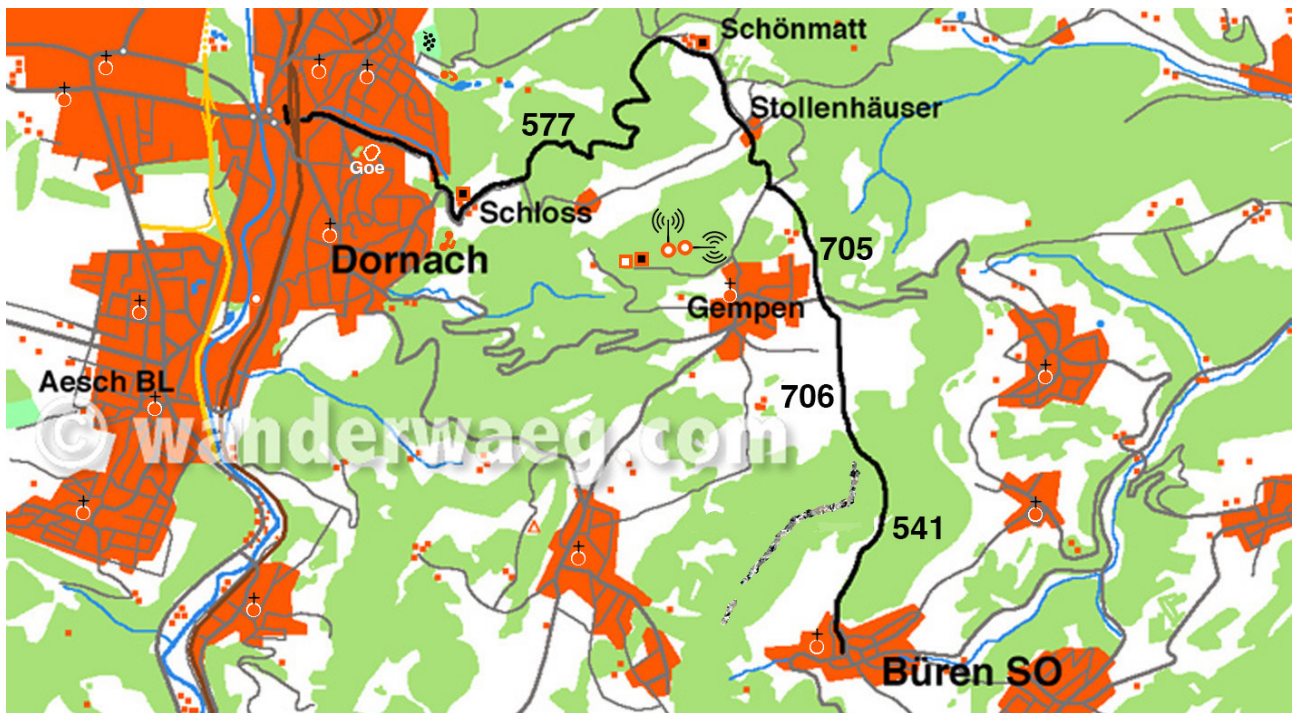 Schönmatt
Stollenhäuser
577
Goe
Schloss
Dornach
705
Gempen
Aesch BL
706
© wanderwaeg.com
541
Büren SO